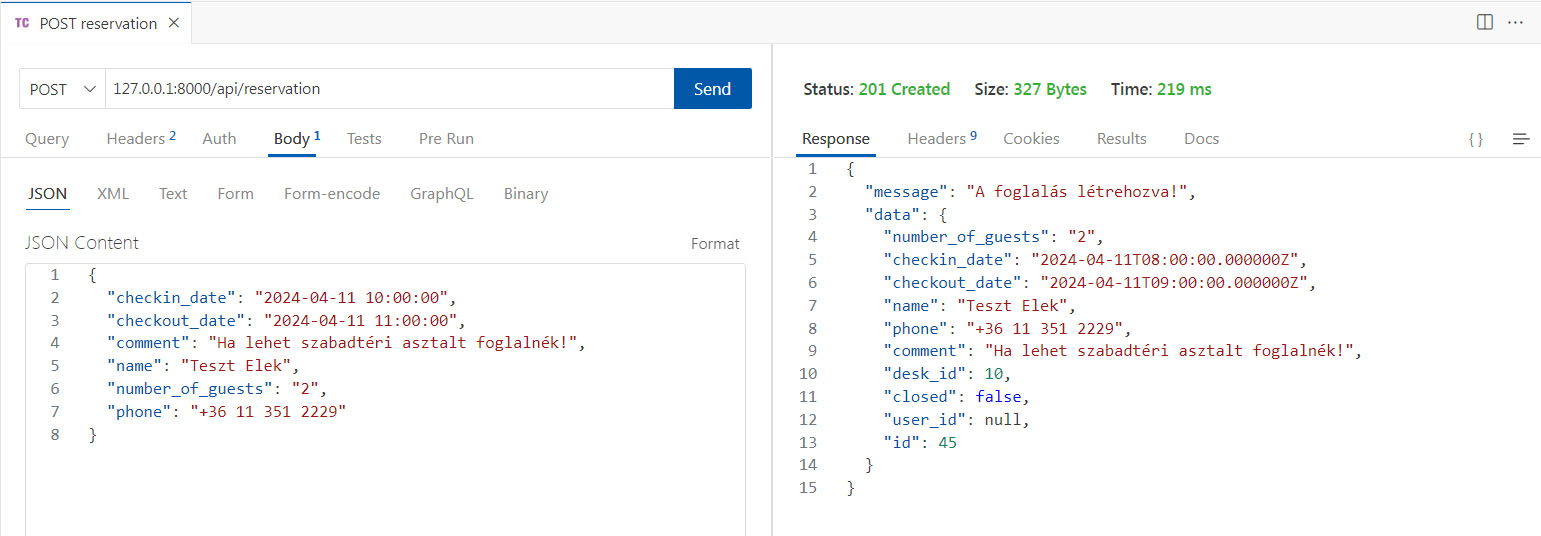 TC POST reservation ×
POST 127.0.0.1:8000/api/reservation Send
Query Headers 2 Auth Body 1 Tests Pre Run
JSON XML Text Form Form-encode GraphQL Binary
JSON Content Format
1 {
2 "checkin_date": "2024-04-11 10:00:00",
3 "checkout_date": "2024-04-11 11:00:00",
4 "comment": "Ha lehet szabadtéri asztalt foglalnék!",
5 "name": "Teszt Elek",
6 "number_of_guests": "2",
7 "phone": "+36 11 351 2229"
8 }
Status: 201 Created Size: 327 Bytes Time: 219 ms
Response Headers 9 Cookies Results Docs { }
1 {
2 "message": "A foglalás létrehozva!",
3 "data": {
4 "number_of_guests": "2",
5 "checkin_date": "2024-04-11T08:00:00.000000Z",
6 "checkout_date": "2024-04-11T09:00:00.000000Z",
7 "name": "Teszt Elek",
8 "phone": "+36 11 351 2229",
9 "comment": "Ha lehet szabadtéri asztalt foglalnék!",
10 "desk_id": 10,
11 "closed": false,
12 "user_id": null,
13 "id": 45
14 }
15 }